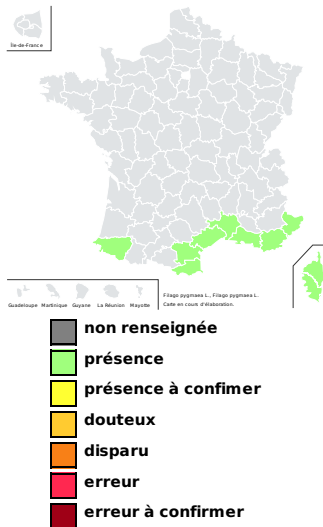 Île-de-France
Guadeloupe Martinique Guyane La Réunion Mayotte
Filago pygmaea L., Filago pygmaea L.
Carte en cours d'élaboration.
non renseignée
présence
présence à confimer
douteux
disparu
erreur
erreur à confirmer